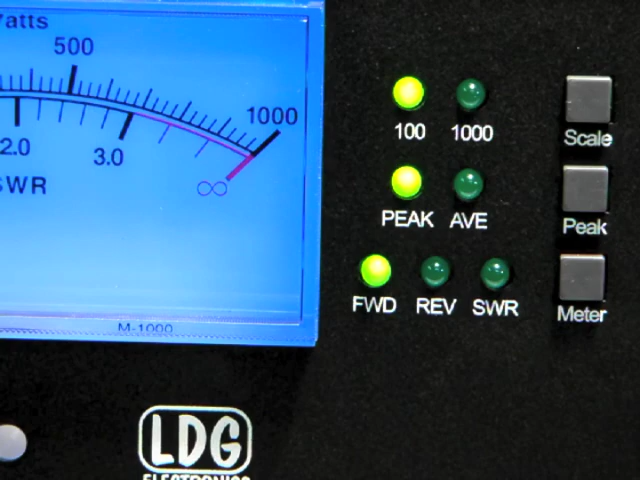 Watts
500
1000
2.0
3.0
SWR
∞
M-1000
100 1000
Scale
PEAK AVE
Peak
FWD REV SWR
Meter
LDG
ELECTRONICS